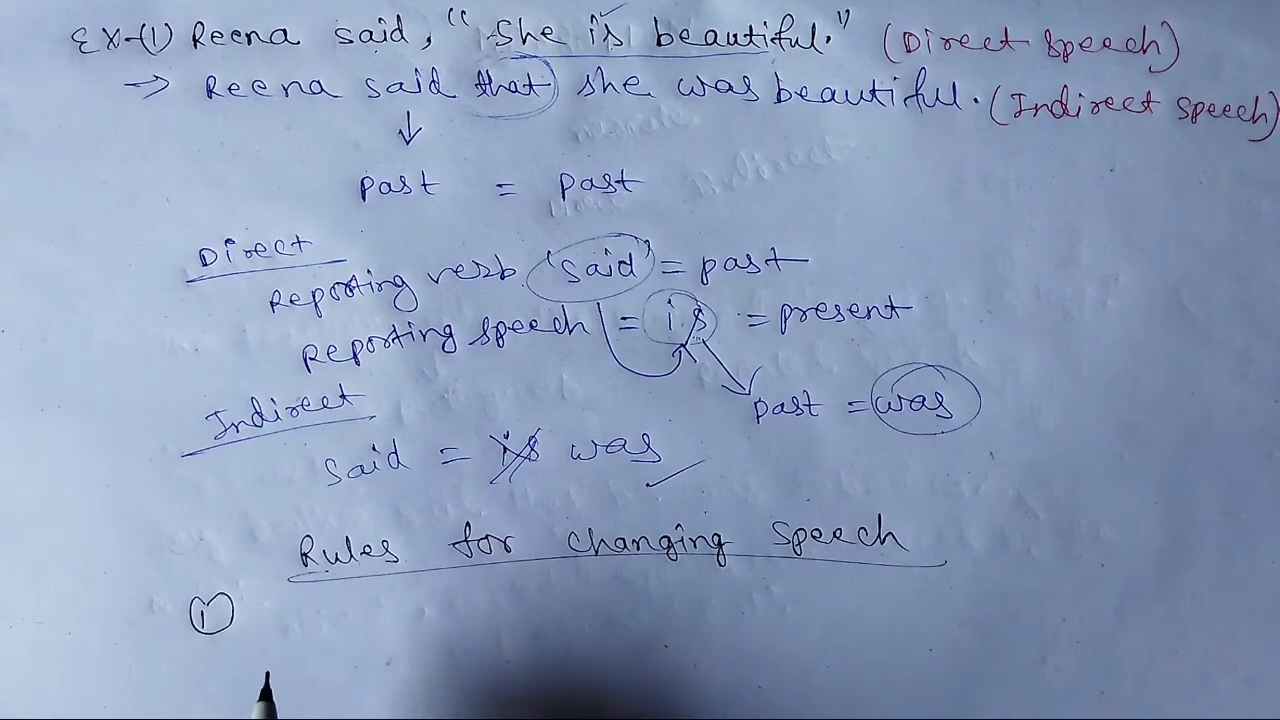 Ex-(1) Reena said, "She is beautiful." (Direct Speech)
→ Reena said that she was beautiful. (Indirect speech)
↓
past = past
Direct
Reporting verb 'said' = past
Reporting speech = is = present
past = was
Indirect
said = is was
Rules for changing speech
①